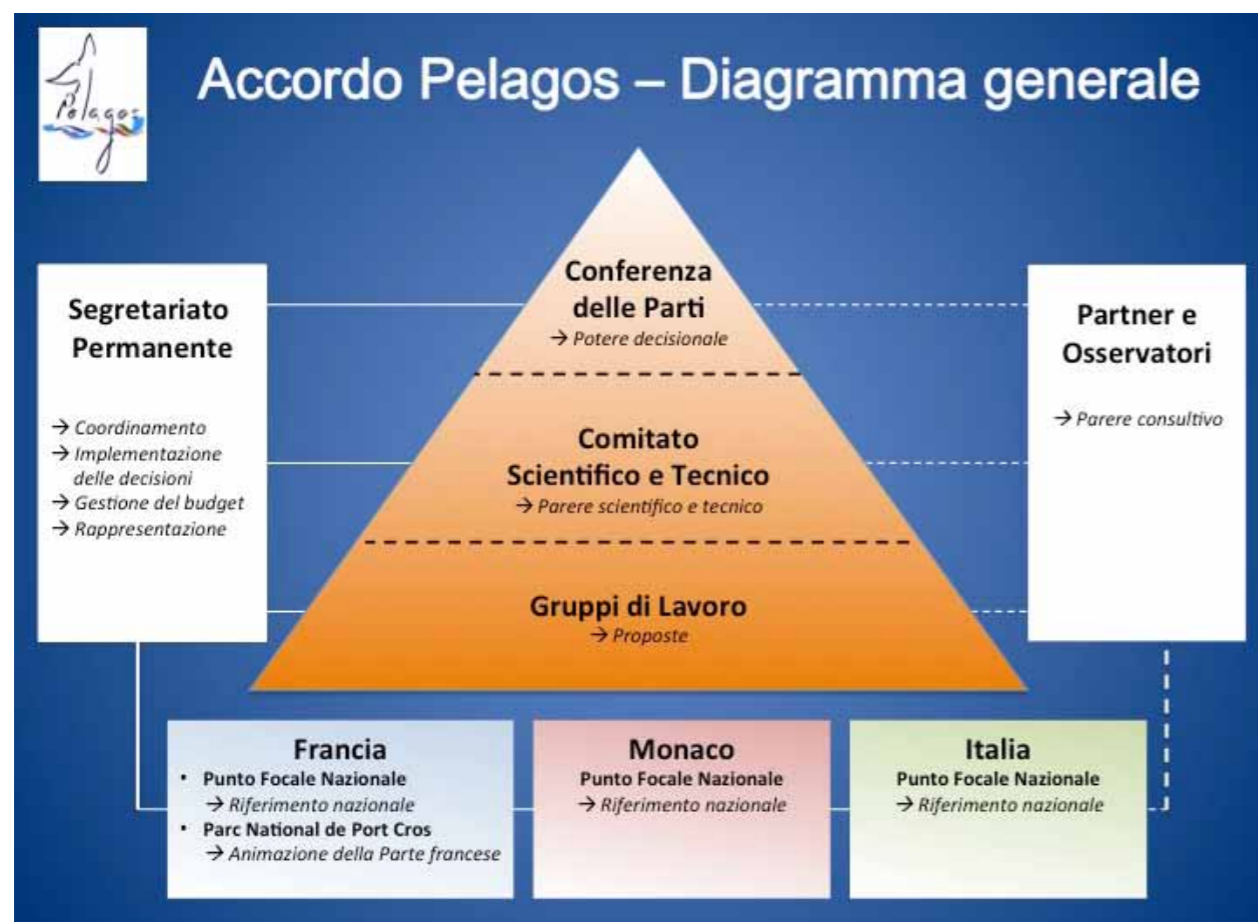 Pelagos
Accordo Pelagos – Diagramma generale
Segretariato
Permanente
→ Coordinamento
→ Implementazione
delle decisioni
→ Gestione del budget
→ Rappresentazione
Conferenza
delle Parti
→ Potere decisionale
Comitato
Scientifico e Tecnico
→ Parere scientifico e tecnico
Gruppi di Lavoro
→ Proposte
Partner e
Osservatori
→ Parere consultivo
Francia
• Punto Focale Nazionale
→ Riferimento nazionale
• Parc National de Port Cros
→ Animazione della Parte francese
Monaco
Punto Focale Nazionale
→ Riferimento nazionale
Italia
Punto Focale Nazionale
→ Riferimento nazionale